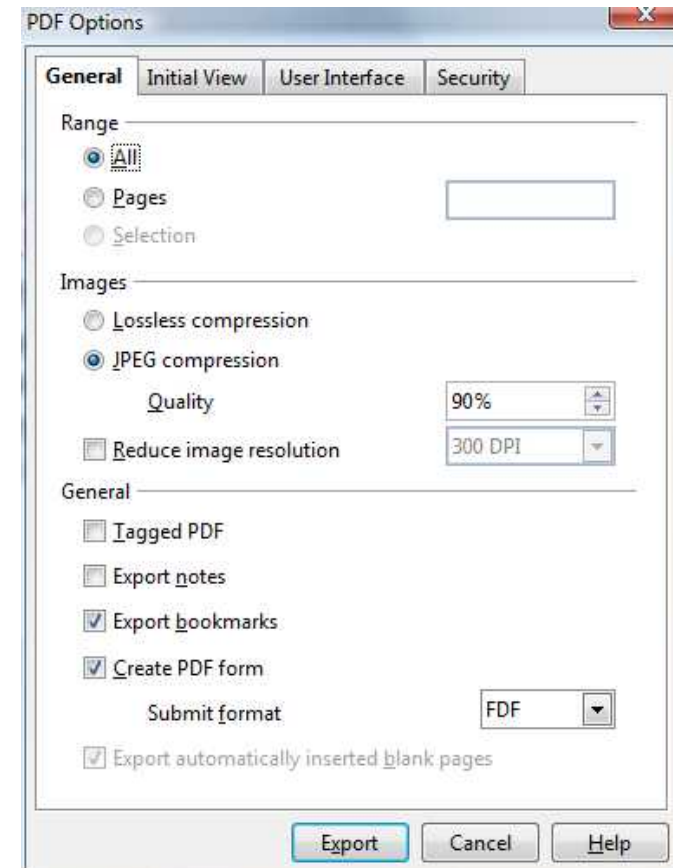 PDF Options
General Initial View User Interface Security
Range
All
Pages
Selection
Images
Lossless compression
JPEG compression
Quality 90%
Reduce image resolution 300 DPI
General
Tagged PDF
Export notes
Export bookmarks
Create PDF form
Submit format FDF
Export automatically inserted blank pages
Export Cancel Help